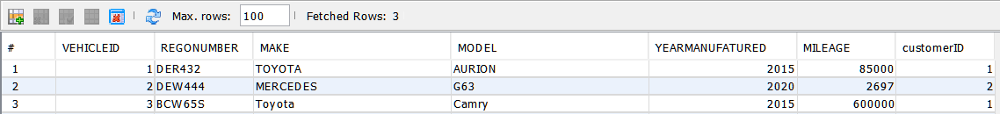 Max. rows: 100 Fetched Rows: 3
# VEHICLEID REGONUMBER MAKE MODEL YEARMANUFATURED MILEAGE customerID
1 1 DER432 TOYOTA AURION 2015 85000 1
2 2 DEW444 MERCEDES G63 2020 2697 2
3 3 BCW65S Toyota Camry 2015 600000 1